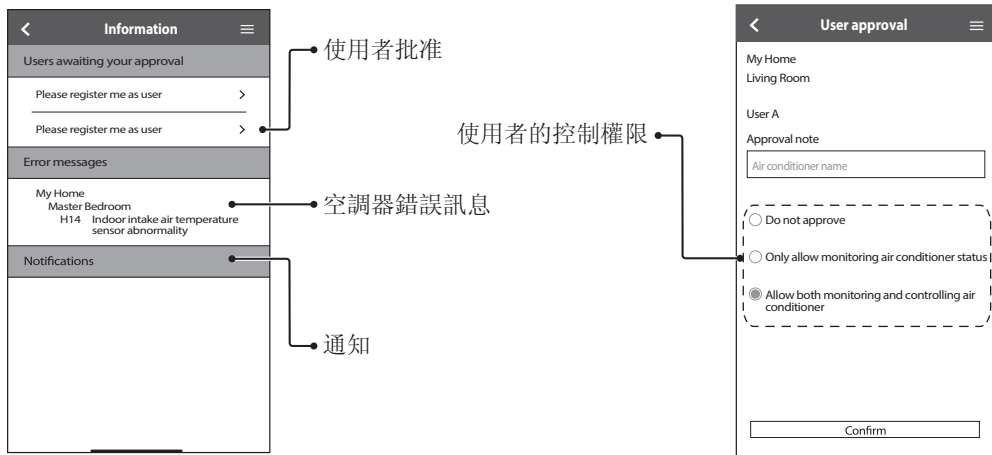 Information
Users awaiting your approval
Please register me as user
Please register me as user
Error messages
My Home
Master Bedroom
H14 Indoor intake air temperature
sensor abnormality
Notifications
使用者批准
空調器錯誤訊息
通知
使用者的控制權限
User approval
My Home
Living Room
User A
Approval note
Air conditioner name
Do not approve
Only allow monitoring air conditioner status
Allow both monitoring and controlling air
conditioner
Confirm